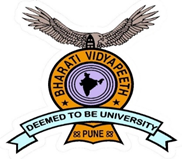 BHARATI VIDYAPEETH
DEEMED TO BE UNIVERSITY
PUNE